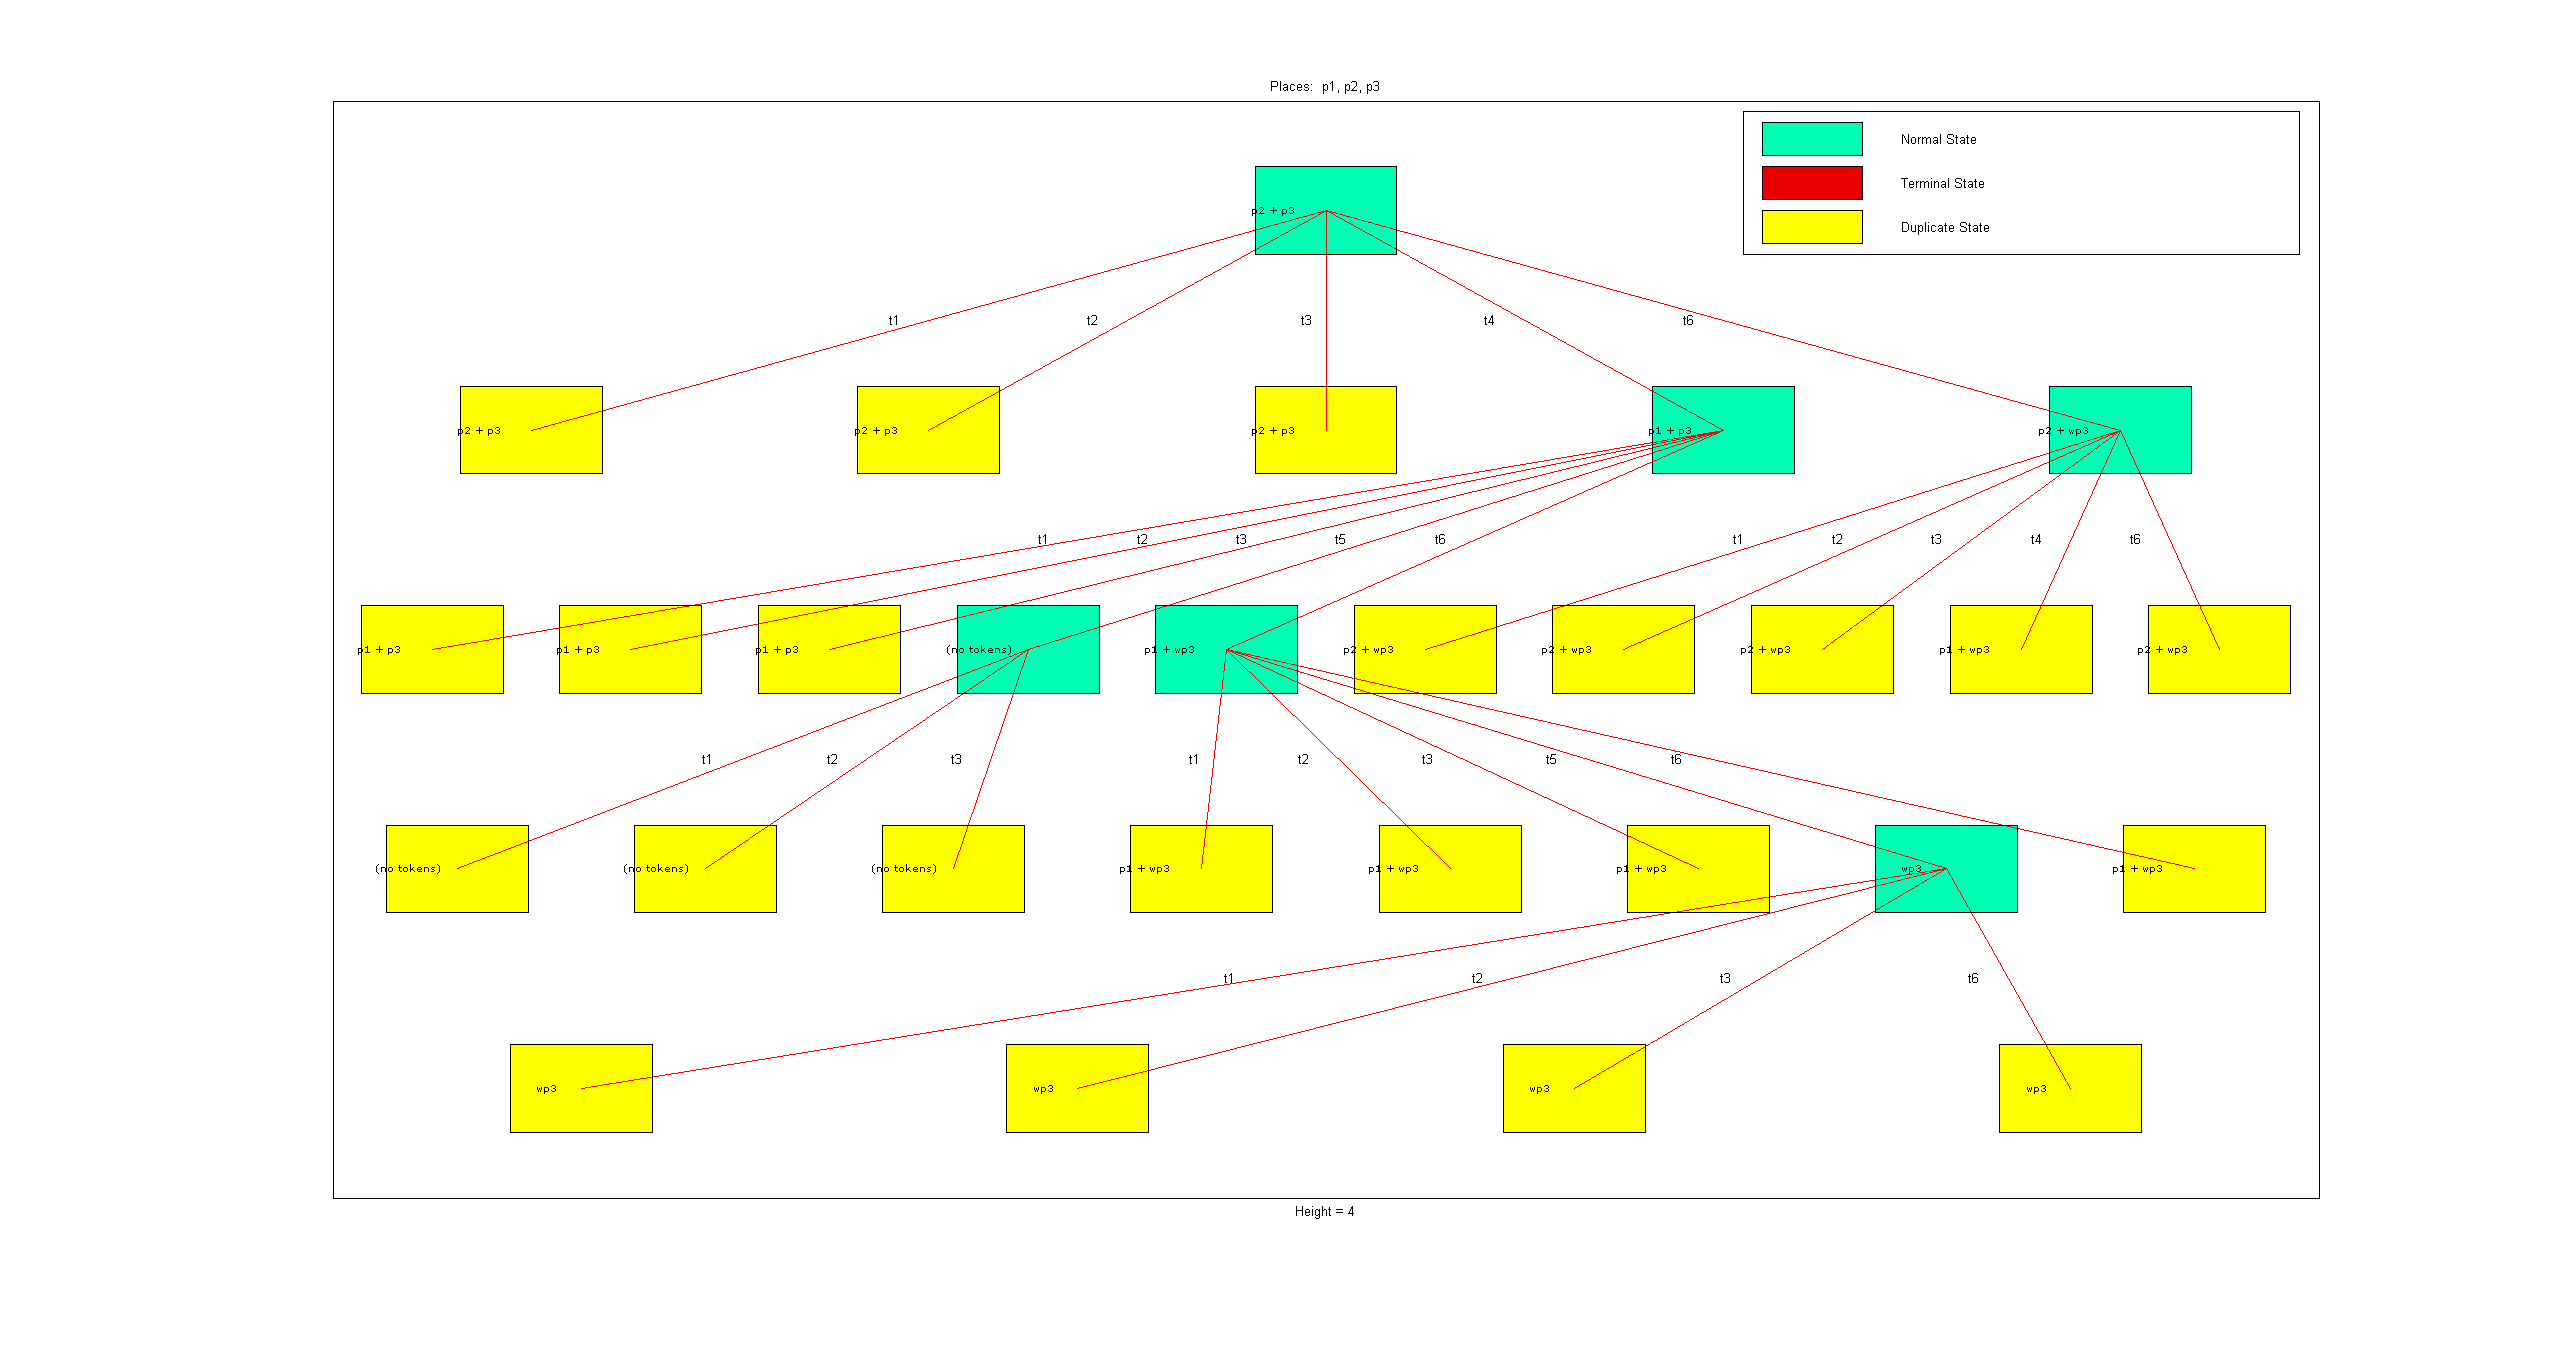 Places:  p1, p2, p3
Normal State
Terminal State
Duplicate State
p2 + p3
t1 t2 t3 t4 t6
p2 + p3 p2 + p3 p2 + p3 p1 + p3 p2 + wp3
t1 t2 t3 t5 t6 t1 t2 t3 t4 t6
p1 + p3 p1 + p3 p1 + p3 (no tokens) p1 + wp3 p2 + wp3 p2 + wp3 p2 + wp3 p1 + wp3 p2 + wp3
t1 t2 t3 t1 t2 t3 t5 t6
(no tokens) (no tokens) (no tokens) p1 + wp3 p1 + wp3 p1 + wp3 wp3 p1 + wp3
t1 t2 t3 t6
wp3 wp3 wp3 wp3
Height = 4